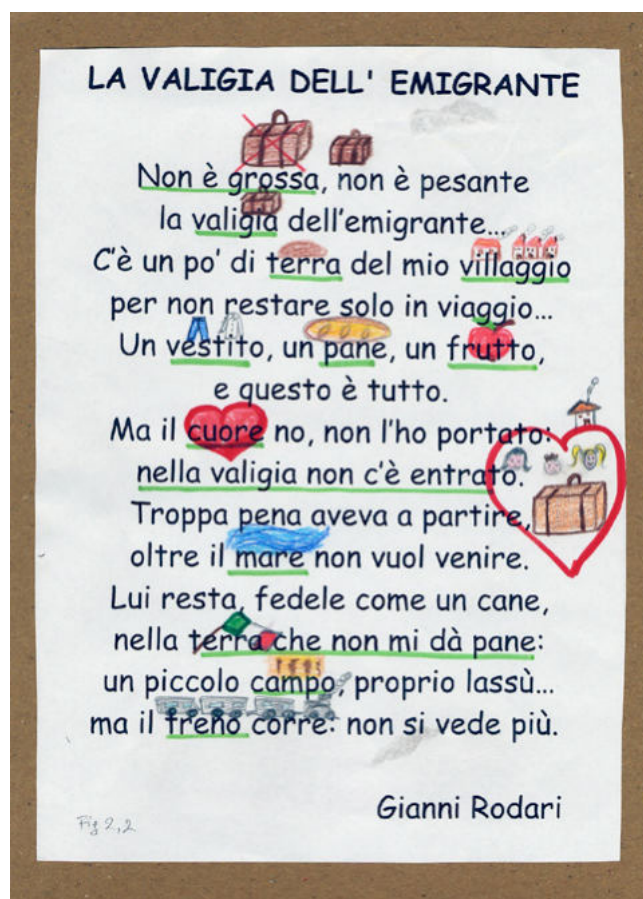 LA VALIGIA DELL' EMIGRANTE
Non è grossa, non è pesante
la valigia dell'emigrante...
C'è un po' di terra del mio villaggio
per non restare solo in viaggio...
Un vestito, un pane, un frutto,
e questo è tutto.
Ma il cuore no, non l'ho portato:
nella valigia non c'è entrato.
Troppa pena aveva a partire,
oltre il mare non vuol venire.
Lui resta, fedele come un cane,
nella terra che non mi dà pane:
un piccolo campo, proprio lassù...
ma il treno corre: non si vede più.
Gianni Rodari
Fig 2,2